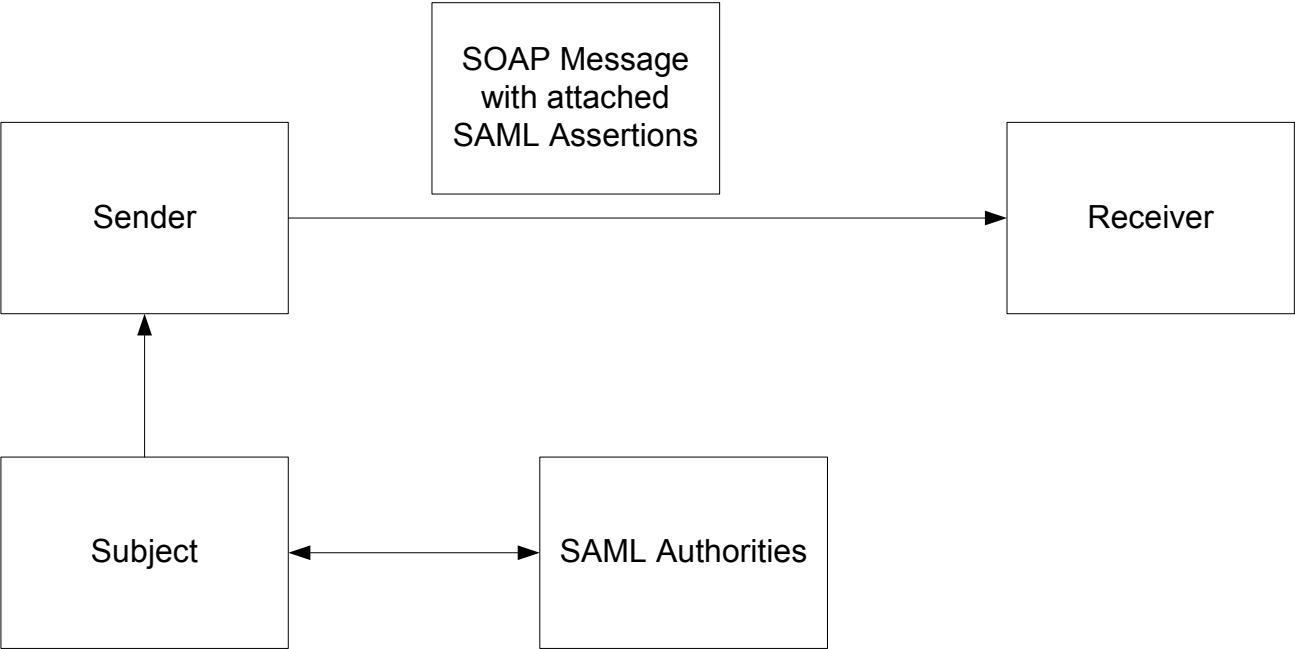 SOAP Message
with attached
SAML Assertions
Sender
Receiver
Subject
SAML Authorities